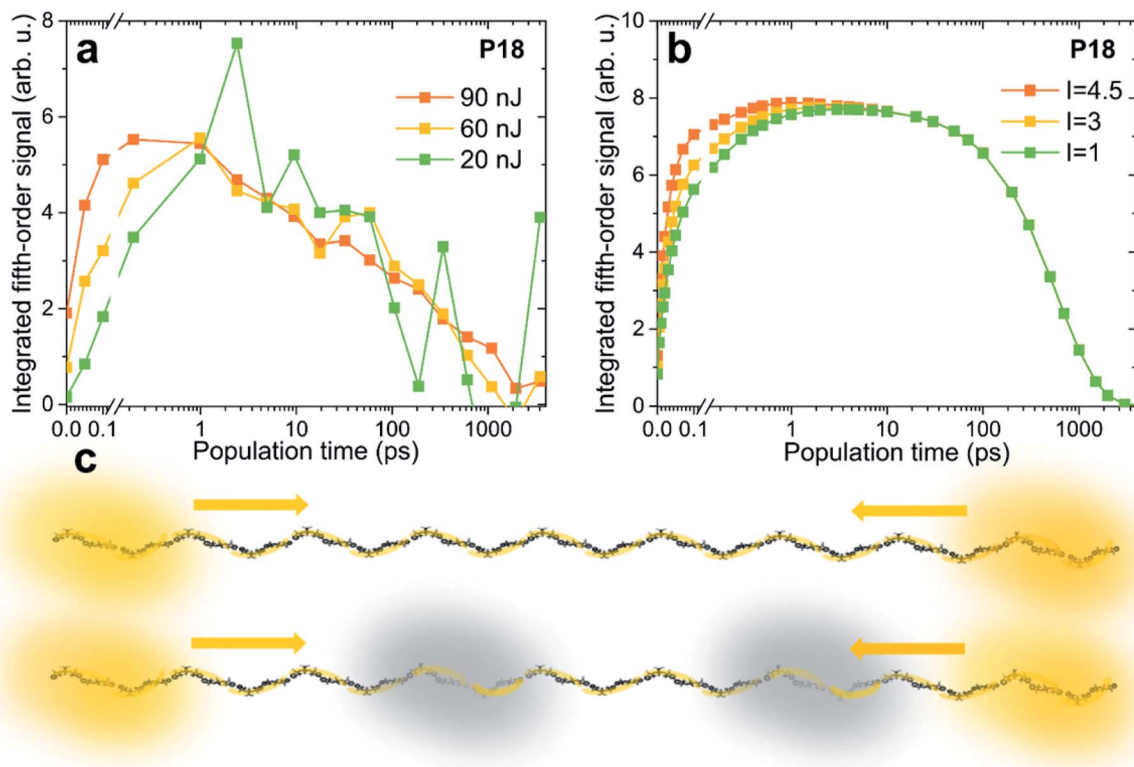 a
P18
90 nJ
60 nJ
20 nJ
Integrated fifth-order signal (arb. u.)
8
6
4
2
0
0.0 0.1 1 10 100 1000
Population time (ps)
b
P18
I=4.5
I=3
I=1
Integrated fifth-order signal (arb. u.)
10
8
6
4
2
0
0.0 0.1 1 10 100 1000
Population time (ps)
c